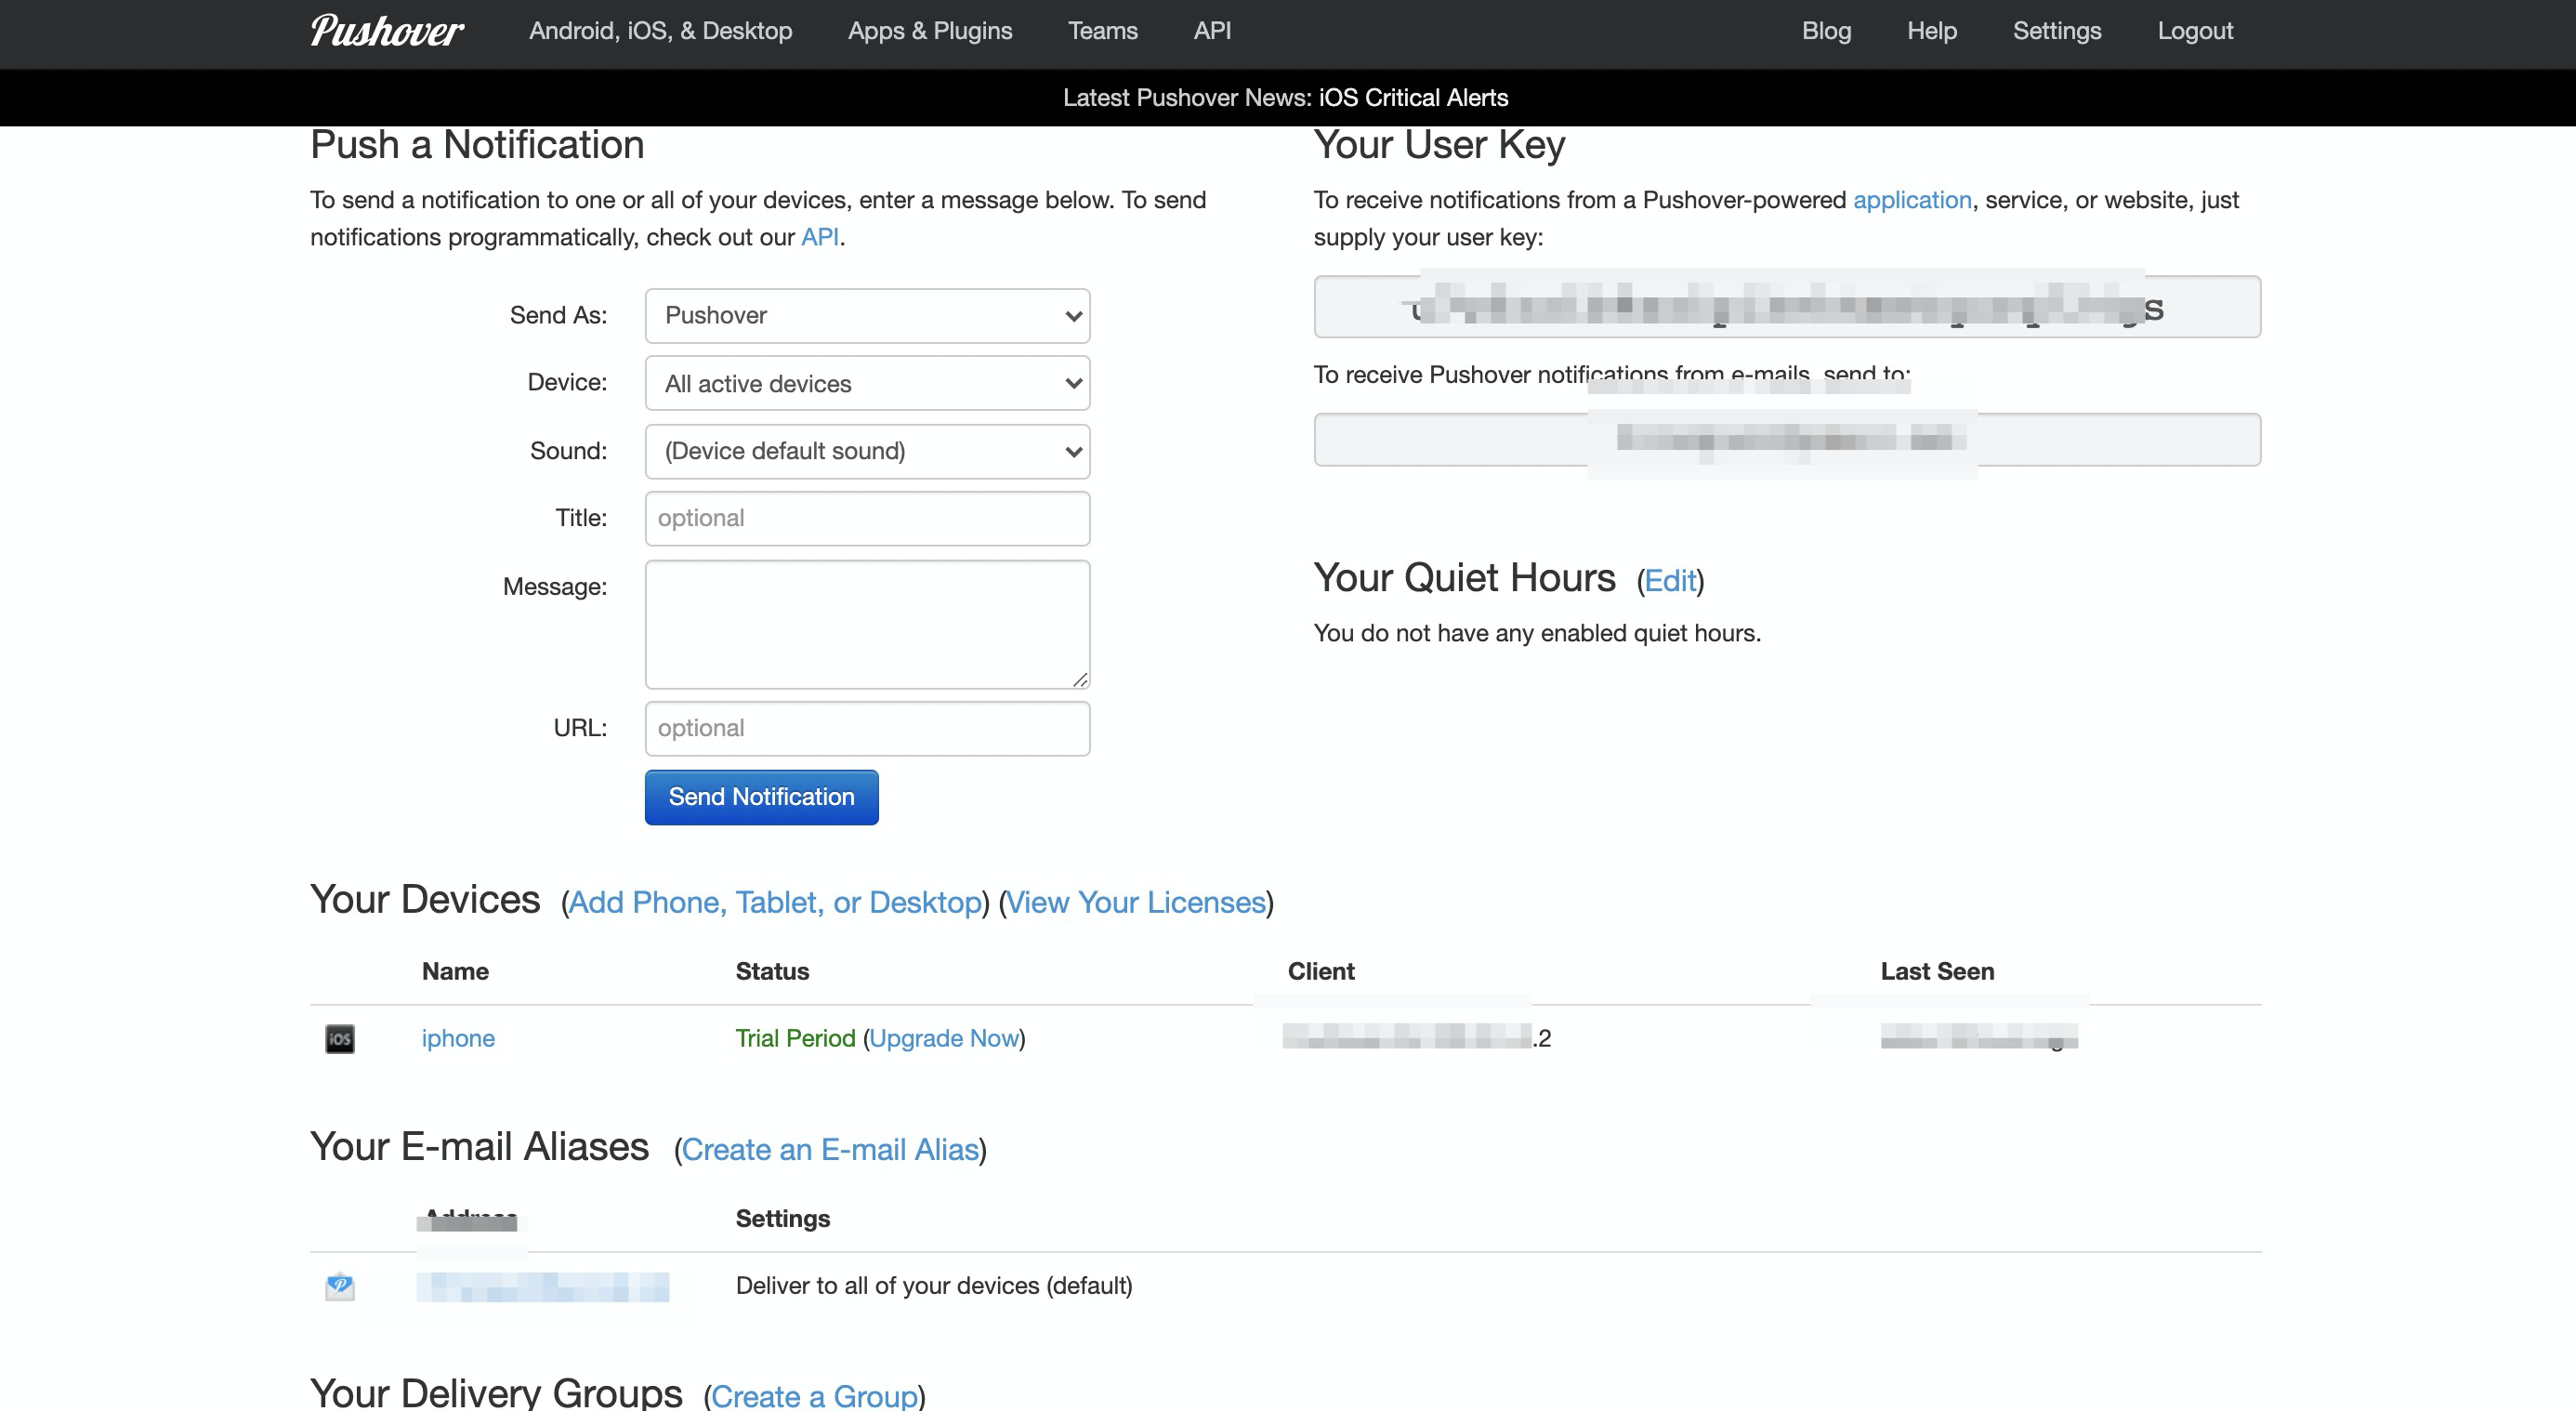 Pushover Android, iOS, & Desktop Apps & Plugins Teams API Blog Help Settings Logout
Latest Pushover News: iOS Critical Alerts
Push a Notification
To send a notification to one or all of your devices, enter a message below. To send
notifications programmatically, check out our API.
Send As: Pushover
Device: All active devices
Sound: (Device default sound)
Title: optional
Message:
URL: optional
Send Notification
Your User Key
To receive notifications from a Pushover-powered application, service, or website, just
supply your user key:
To receive Pushover notifications from e-mails, send to:
Your Quiet Hours (Edit)
You do not have any enabled quiet hours.
Your Devices (Add Phone, Tablet, or Desktop) (View Your Licenses)
Name Status Client Last Seen
iOS iphone Trial Period (Upgrade Now) .2
Your E-mail Aliases (Create an E-mail Alias)
Address Settings
Deliver to all of your devices (default)
Your Delivery Groups (Create a Group)